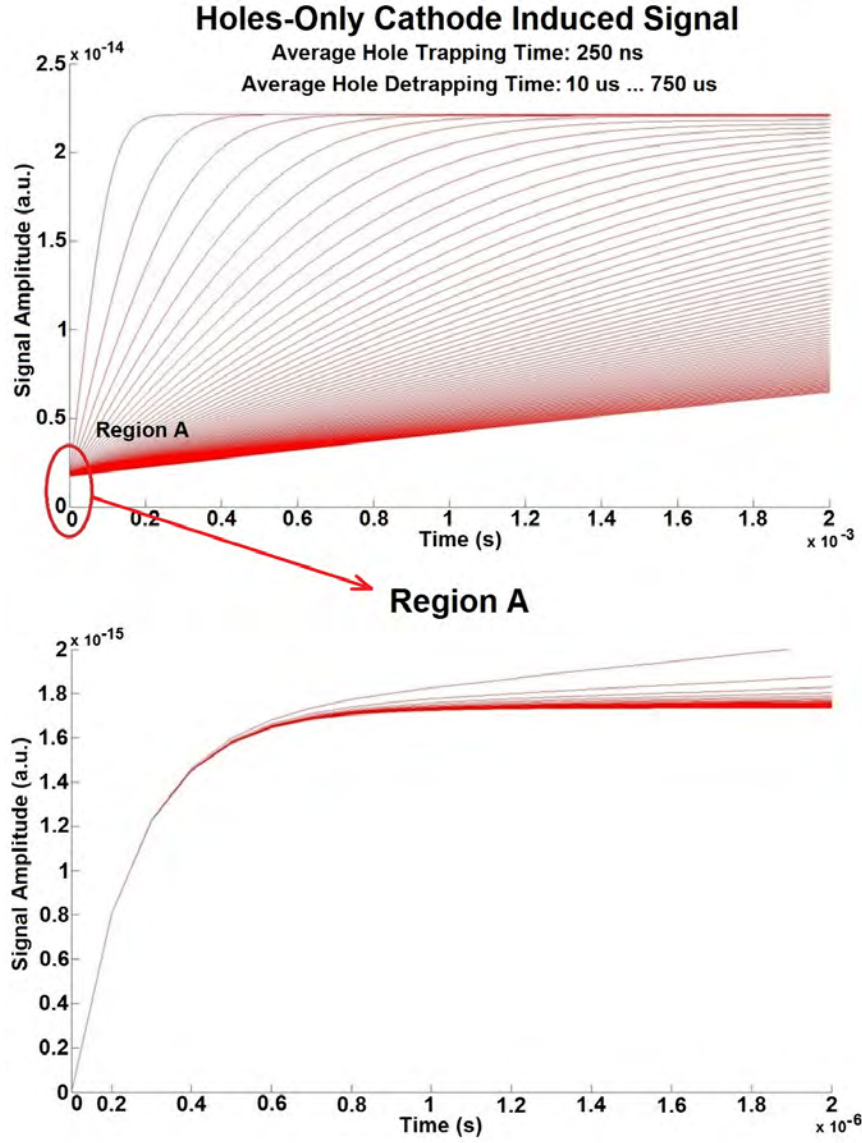 Holes-Only Cathode Induced Signal
Average Hole Trapping Time: 250 ns
Average Hole Detrapping Time: 10 us ... 750 us
x 10^-14
2.5
2
1.5
1
0.5
0
Signal Amplitude (a.u.)
Region A
0 0.2 0.4 0.6 0.8 1 1.2 1.4 1.6 1.8 2
Time (s)
x 10^-3
Region A
x 10^-15
2
1.8
1.6
1.4
1.2
1
0.8
0.6
0.4
0.2
0
Signal Amplitude (a.u.)
0 0.2 0.4 0.6 0.8 1 1.2 1.4 1.6 1.8 2
Time (s)
x 10^-6